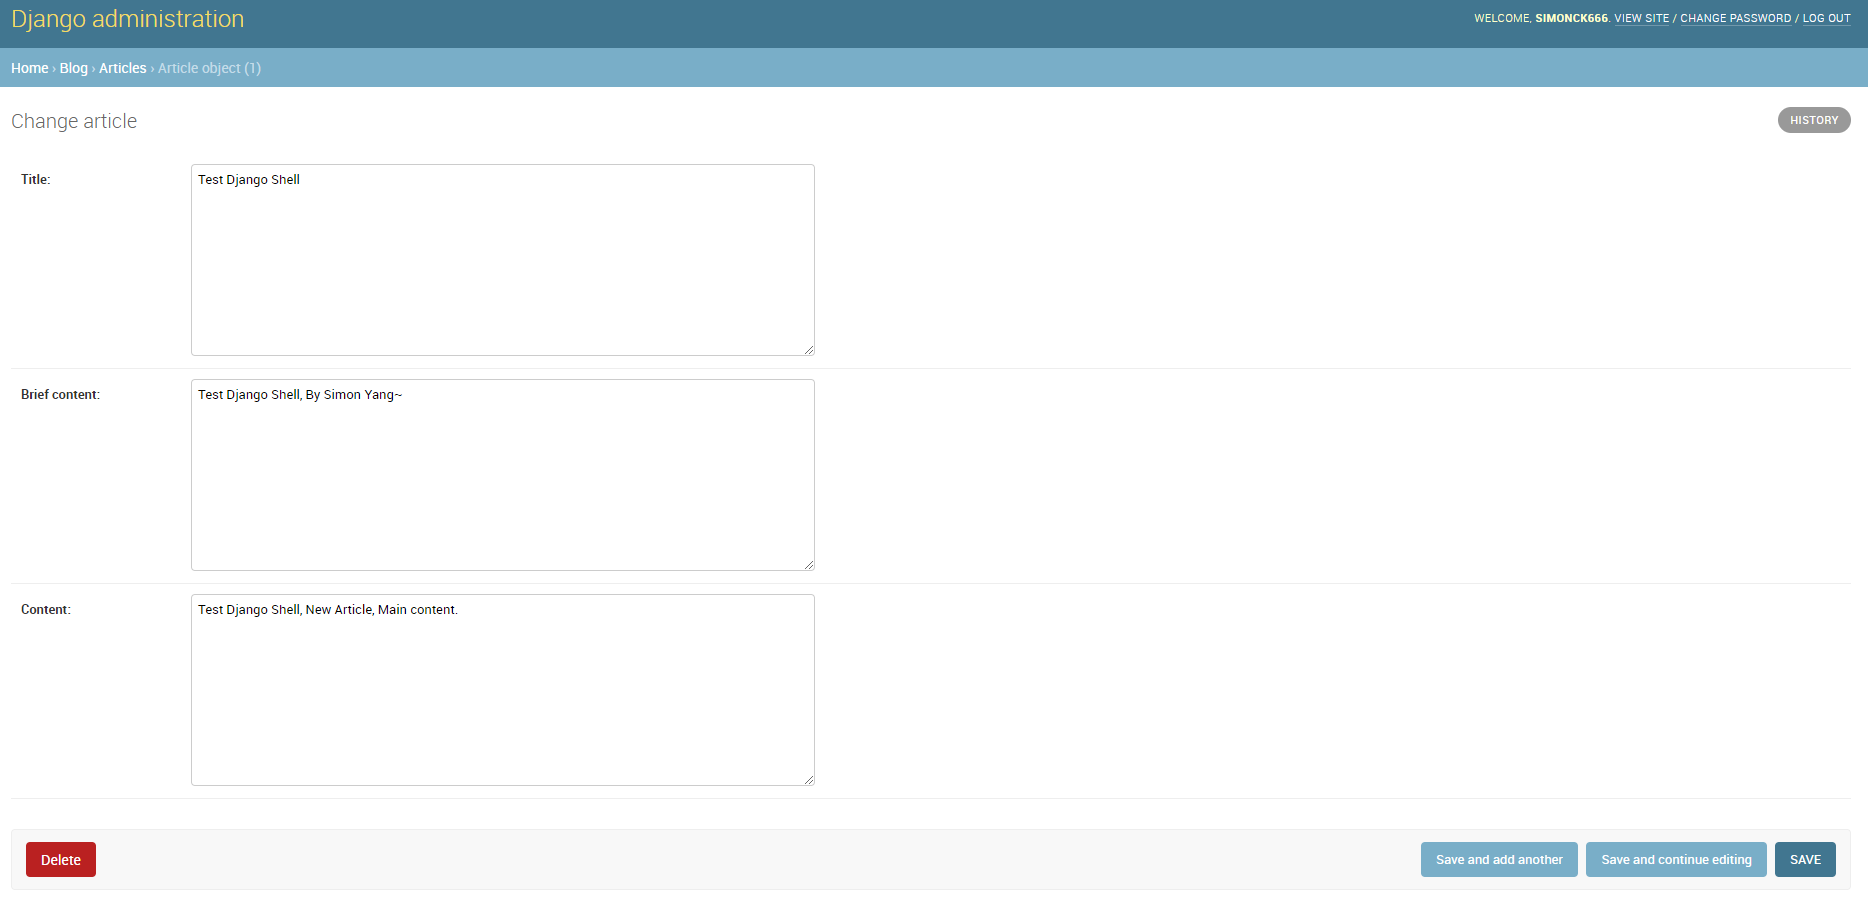 Django administration
WELCOME, SIMONCK666. VIEW SITE / CHANGE PASSWORD / LOG OUT
Home › Blog › Articles › Article object (1)
Change article
HISTORY
Title:
Test Django Shell
Brief content:
Test Django Shell, By Simon Yang~
Content:
Test Django Shell, New Article, Main content.
Delete
Save and add another
Save and continue editing
SAVE